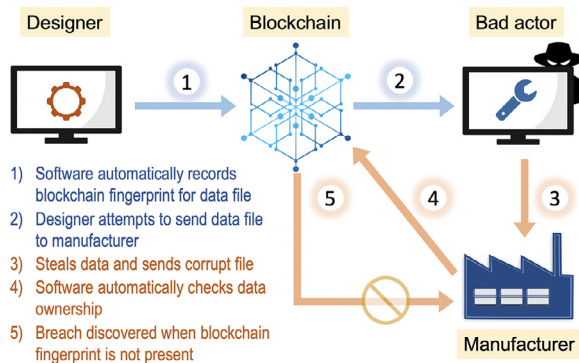 Designer
Blockchain
Bad actor
1
2
1) Software automatically records
blockchain fingerprint for data file
2) Designer attempts to send data file
to manufacturer
3) Steals data and sends corrupt file
4) Software automatically checks data
ownership
5) Breach discovered when blockchain
fingerprint is not present
5
4
3
Manufacturer